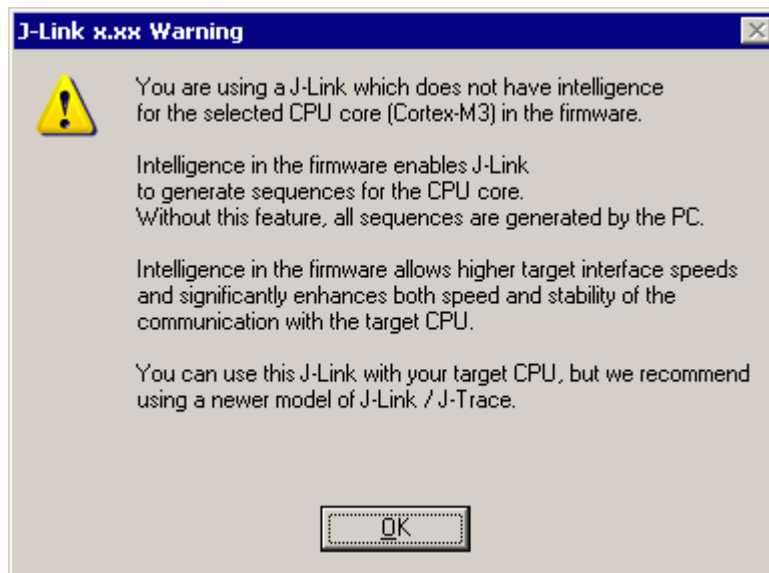 J-Link x.xx Warning
You are using a J-Link which does not have intelligence
for the selected CPU core (Cortex-M3) in the firmware.
Intelligence in the firmware enables J-Link
to generate sequences for the CPU core.
Without this feature, all sequences are generated by the PC.
Intelligence in the firmware allows higher target interface speeds
and significantly enhances both speed and stability of the
communication with the target CPU.
You can use this J-Link with your target CPU, but we recommend
using a newer model of J-Link / J-Trace.
OK